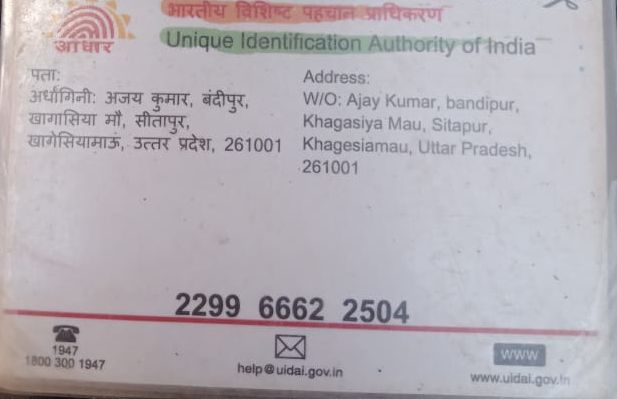 भारतीय विशिष्ट पहचान प्राधिकरण
Unique Identification Authority of India
आधार
पता:
अर्धांगिनी: अजय कुमार, बंदीपुर,
खागासिया मौ, सीतापुर,
खागेसियामाऊ, उत्तर प्रदेश, 261001
Address:
W/O: Ajay Kumar, bandipur,
Khagasiya Mau, Sitapur,
Khagesiamau, Uttar Pradesh,
261001
2299 6662 2504
1947
1800 300 1947
help@uidai.gov.in
www
www.uidai.gov.in